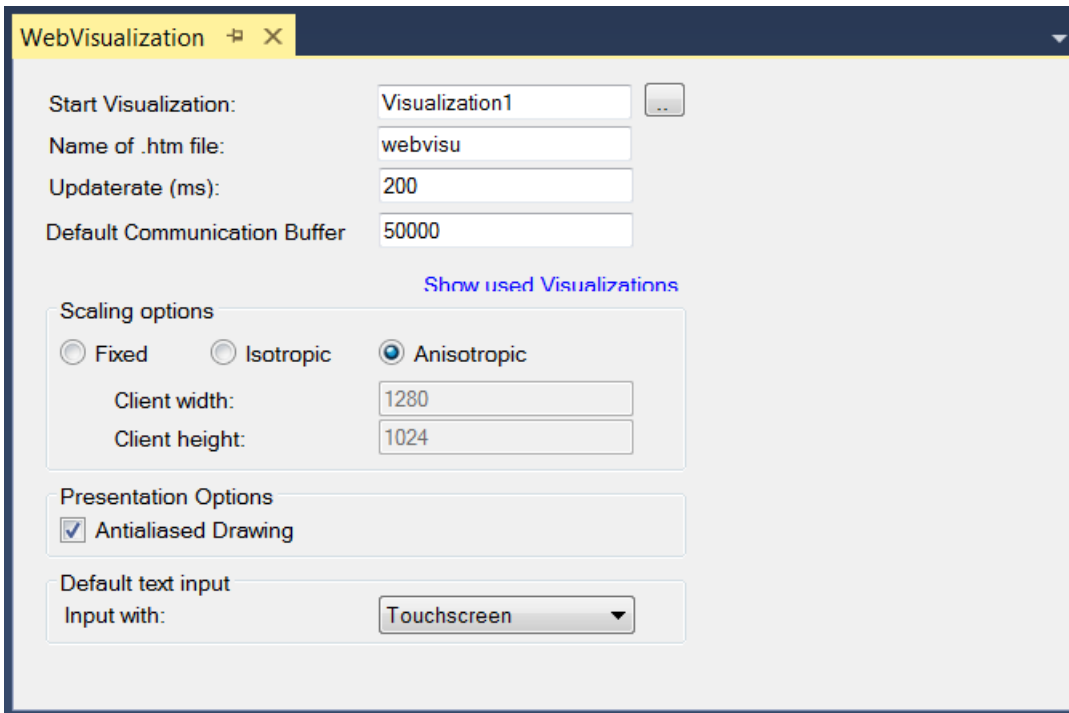 WebVisualization
Start Visualization: Visualization1 ..
Name of .htm file: webvisu
Updaterate (ms): 200
Default Communication Buffer 50000
Show used Visualizations
Scaling options
Fixed Isotropic Anisotropic
Client width: 1280
Client height: 1024
Presentation Options
Antialiased Drawing
Default text input
Input with: Touchscreen